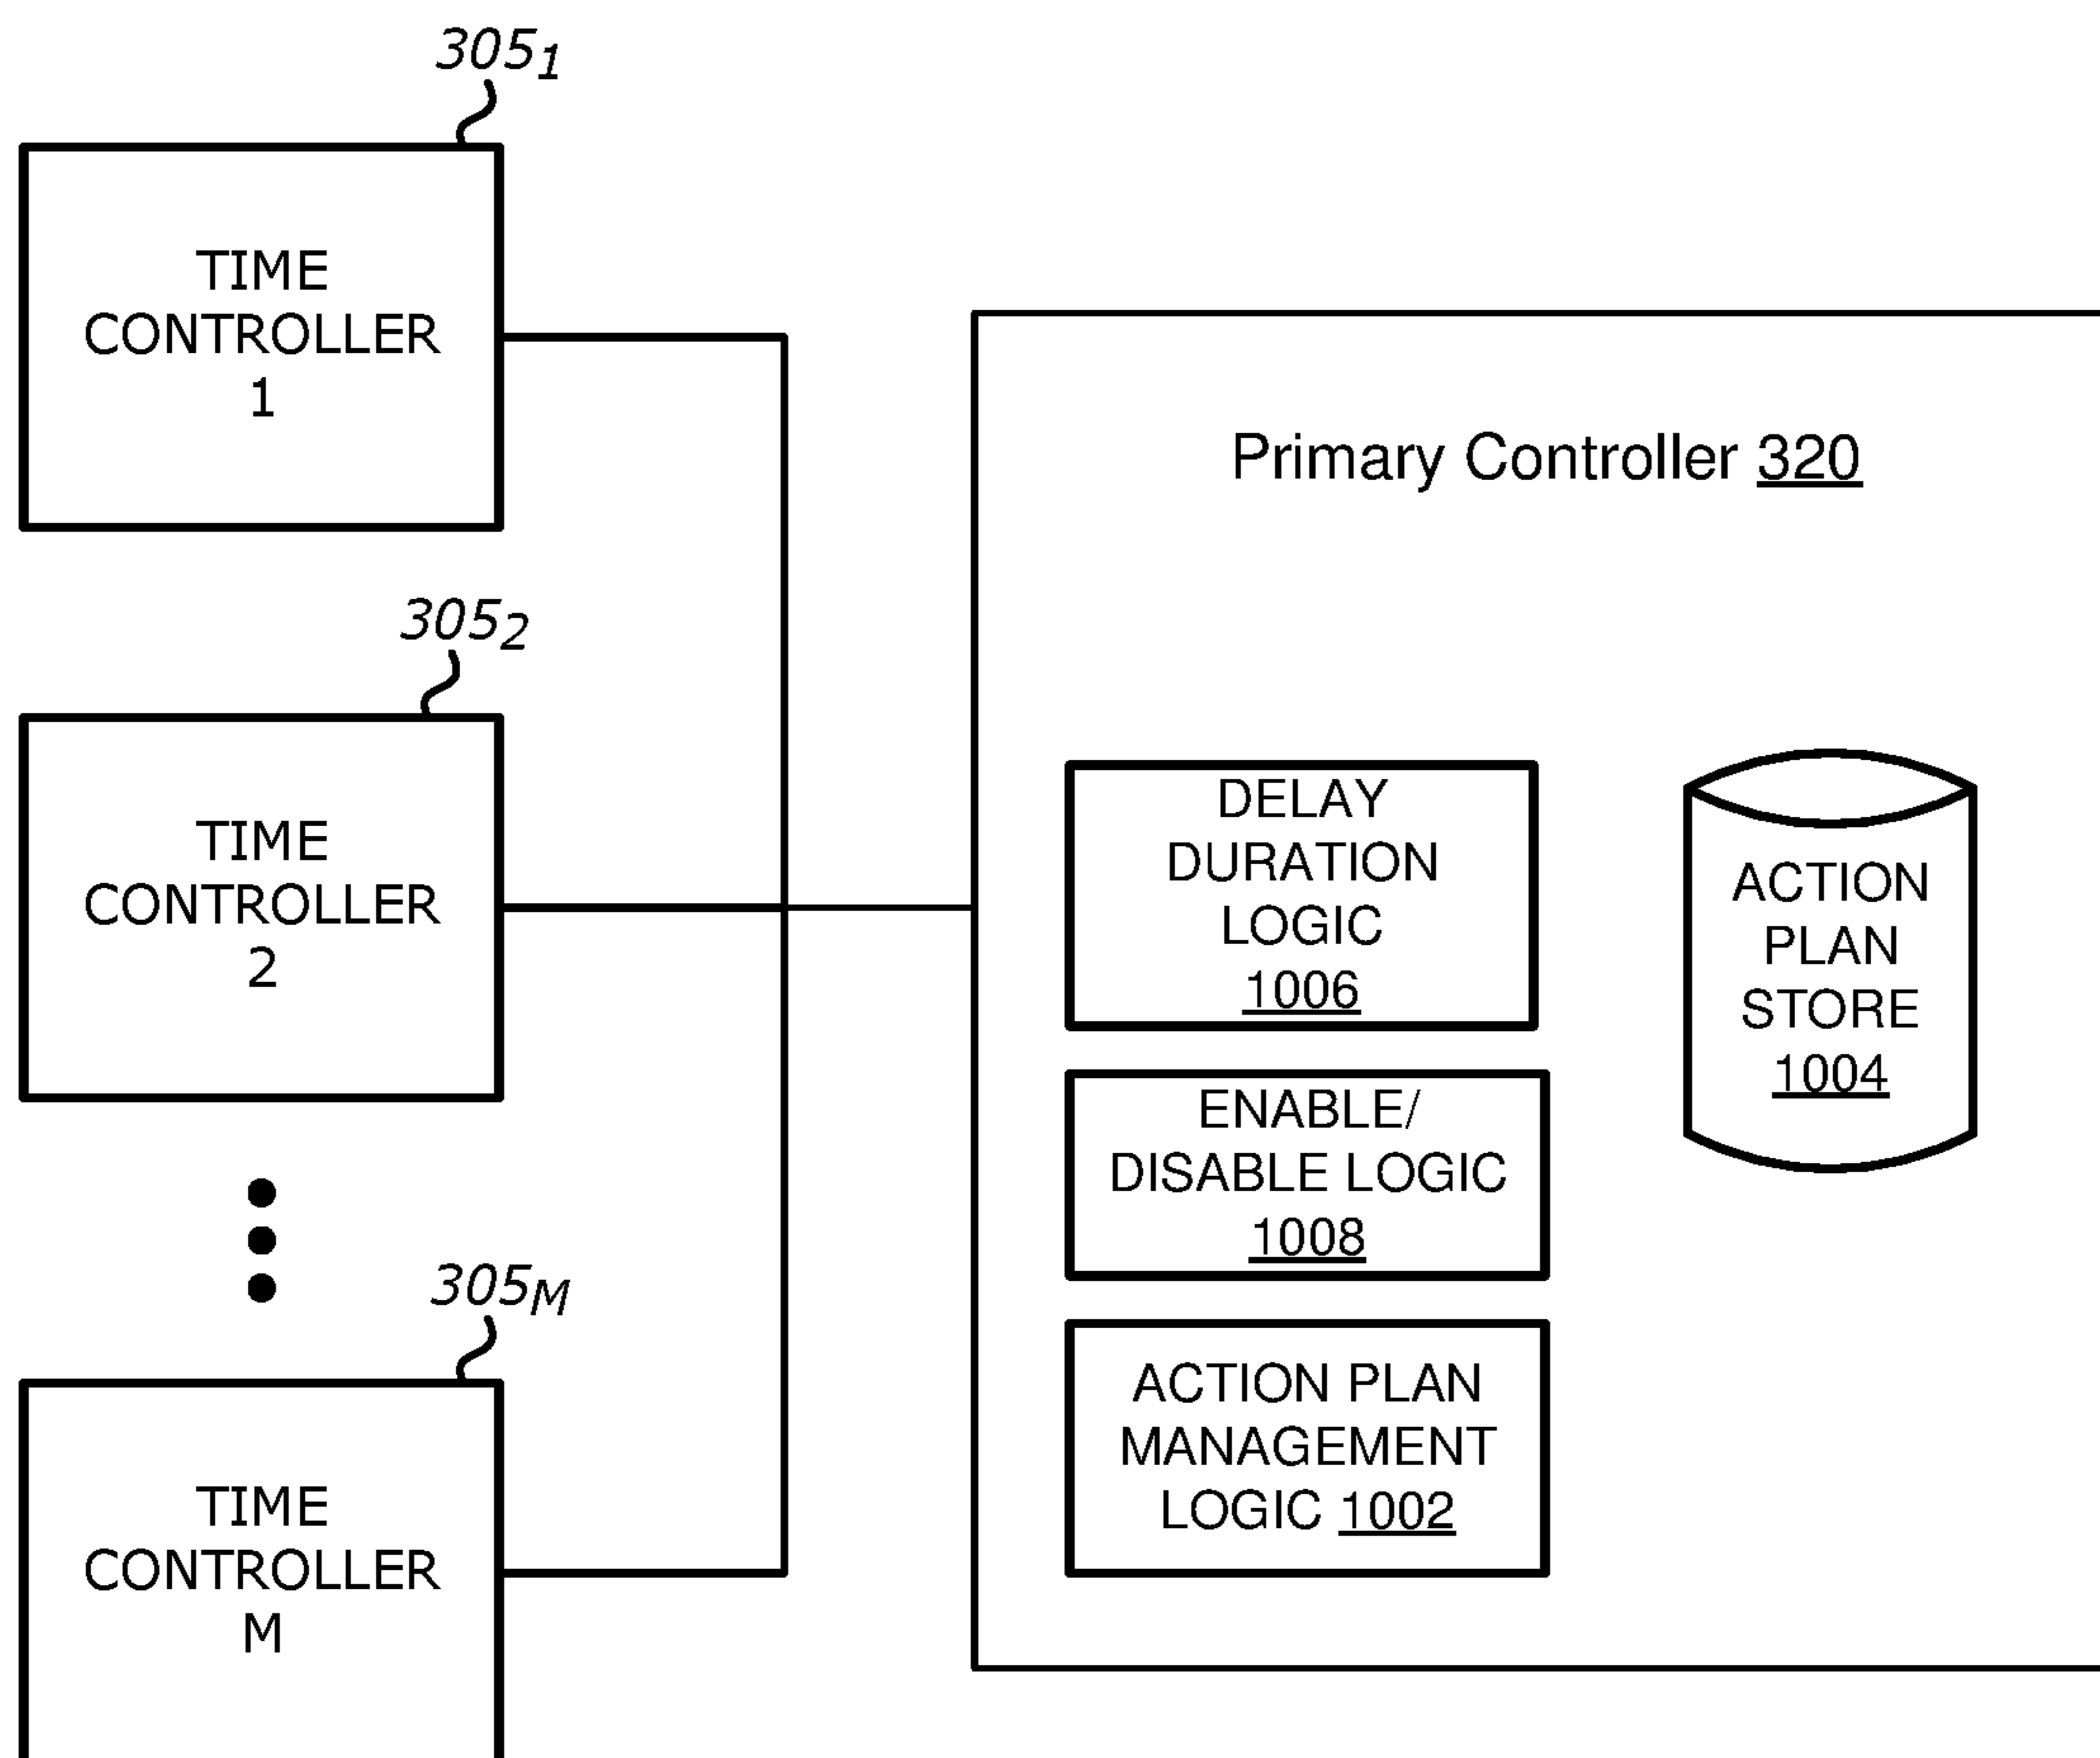 305₁
TIME
CONTROLLER
1
305₂
TIME
CONTROLLER
2
305M
TIME
CONTROLLER
M
Primary Controller 320
DELAY
DURATION
LOGIC
1006
ENABLE/
DISABLE LOGIC
1008
ACTION PLAN
MANAGEMENT
LOGIC 1002
ACTION
PLAN
STORE
1004